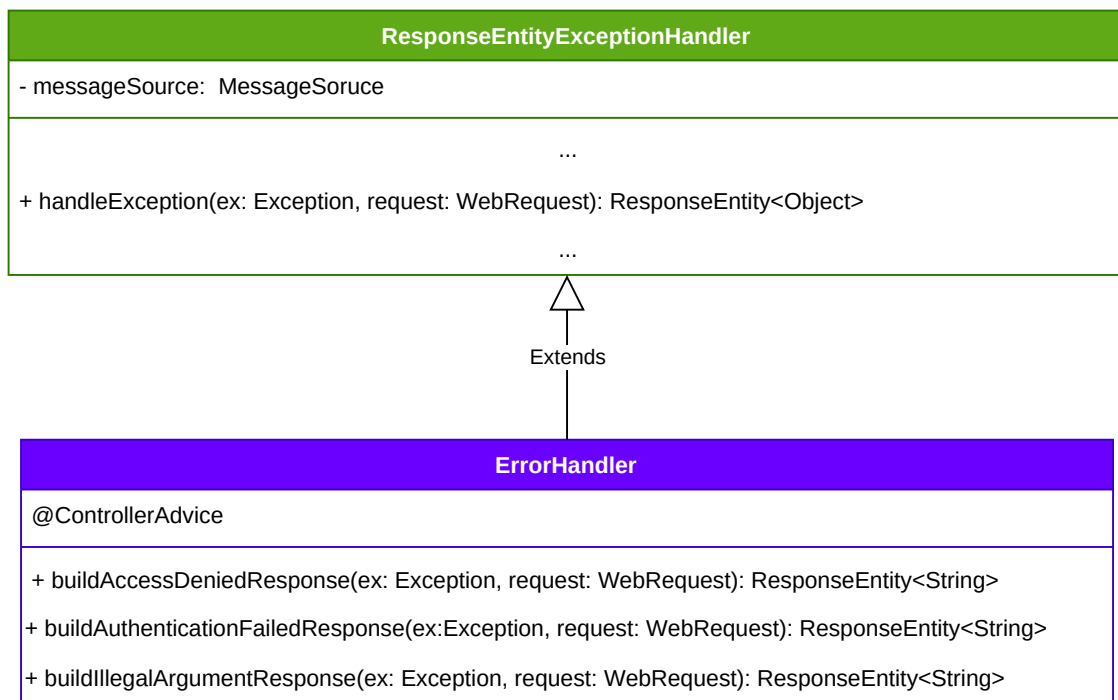 ResponseEntityExceptionHandler
- messageSource:  MessageSoruce
...
+ handleException(ex: Exception, request: WebRequest): ResponseEntity<Object>
...
Extends
ErrorHandler
@ControllerAdvice
+ buildAccessDeniedResponse(ex: Exception, request: WebRequest): ResponseEntity<String>
+ buildAuthenticationFailedResponse(ex:Exception, request: WebRequest): ResponseEntity<String>
+ buildIllegalArgumentResponse(ex: Exception, request: WebRequest): ResponseEntity<String>